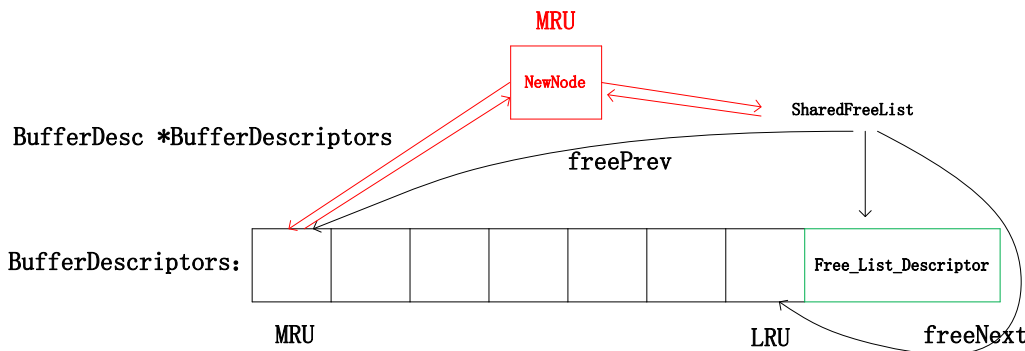 MRU
NewNode
SharedFreeList
BufferDesc *BufferDescriptors
freePrev
BufferDescriptors:
Free_List_Descriptor
MRU
LRU
freeNext